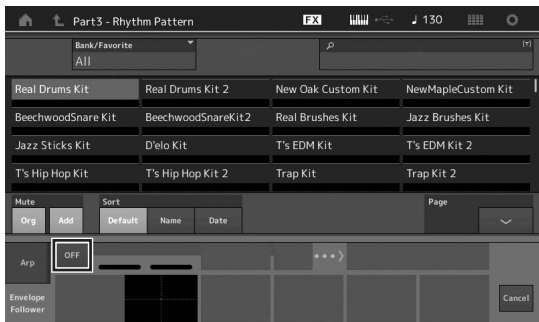 Part3 - Rhythm Pattern FX ♩ 130
Bank/Favorite
All
Real Drums Kit Real Drums Kit 2 New Oak Custom Kit NewMapleCustom Kit
BeechwoodSnare Kit BeechwoodSnareKit2 Real Brushes Kit Jazz Brushes Kit
Jazz Sticks Kit D'elo Kit T's EDM Kit T's EDM Kit 2
T's Hip Hop Kit T's Hip Hop Kit 2 Trap Kit Trap Kit 2
Mute Sort Page
Org Add Default Name Date
Arp OFF
Envelope
Follower
Cancel